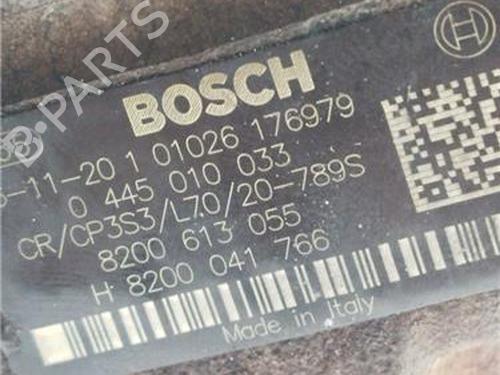 BOSCH
-11-20 1 01026 176979
0 445 010 033
CR/CP3S3/L70/20-789S
8200 613 055
H 8200 041 766
Made in Italy